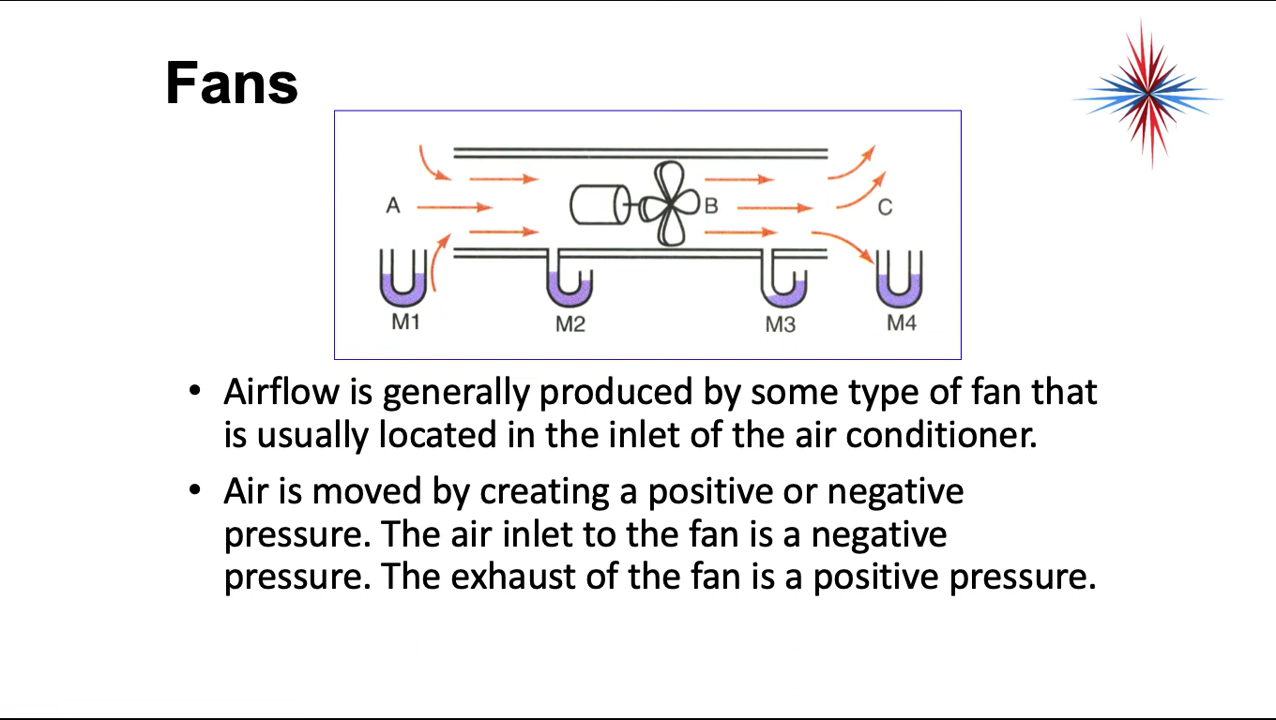 Fans
A B C
M1 M2 M3 M4
• Airflow is generally produced by some type of fan that
is usually located in the inlet of the air conditioner.
• Air is moved by creating a positive or negative
pressure. The air inlet to the fan is a negative
pressure. The exhaust of the fan is a positive pressure.